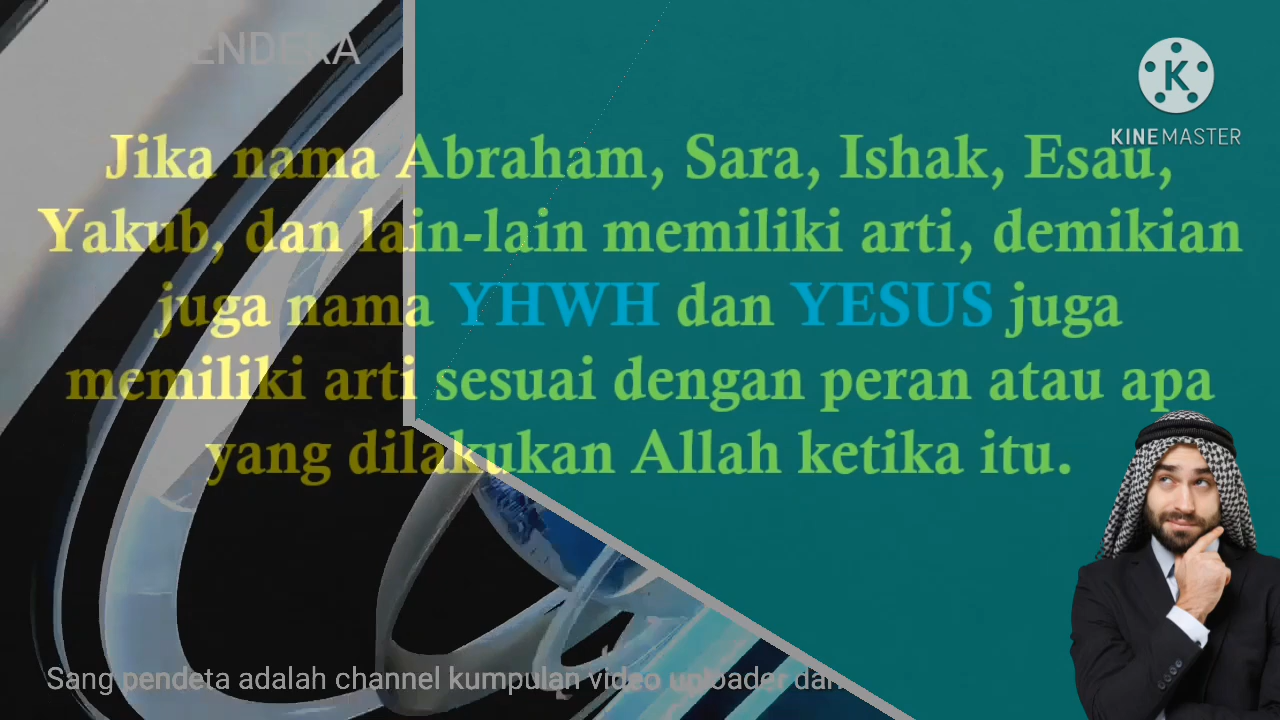 ENDETA
KINEMASTER
Jika nama Abraham, Sara, Ishak, Esau,
Yakub, dan lain-lain memiliki arti, demikian
juga nama YHWH dan YESUS juga
memiliki arti sesuai dengan peran atau apa
yang dilakukan Allah ketika itu.
Sang pendeta adalah channel kumpulan video uploader dan